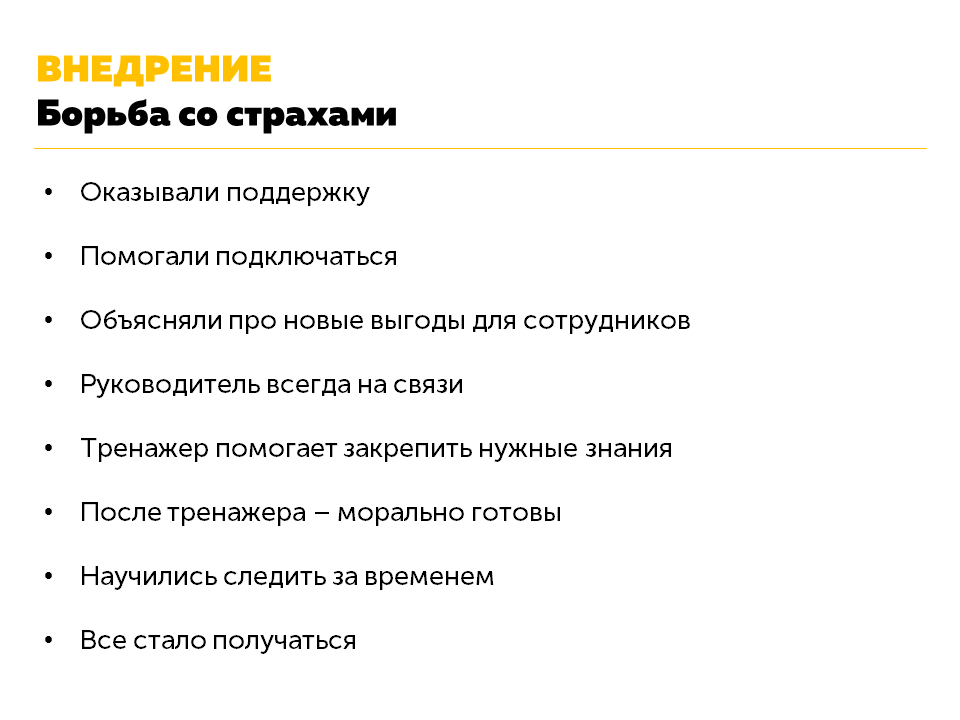 ВНЕДРЕНИЕ
Борьба со страхами
• Оказывали поддержку
• Помогали подключаться
• Объясняли про новые выгоды для сотрудников
• Руководитель всегда на связи
• Тренажер помогает закрепить нужные знания
• После тренажера – морально готовы
• Научились следить за временем
• Все стало получаться